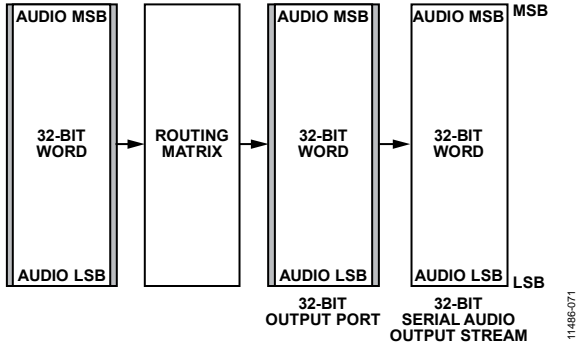 AUDIO MSB
32-BIT
WORD
AUDIO LSB
ROUTING
MATRIX
AUDIO MSB
32-BIT
WORD
AUDIO LSB
32-BIT
OUTPUT PORT
AUDIO MSB
MSB
32-BIT
WORD
AUDIO LSB
LSB
32-BIT
SERIAL AUDIO
OUTPUT STREAM
11486-071